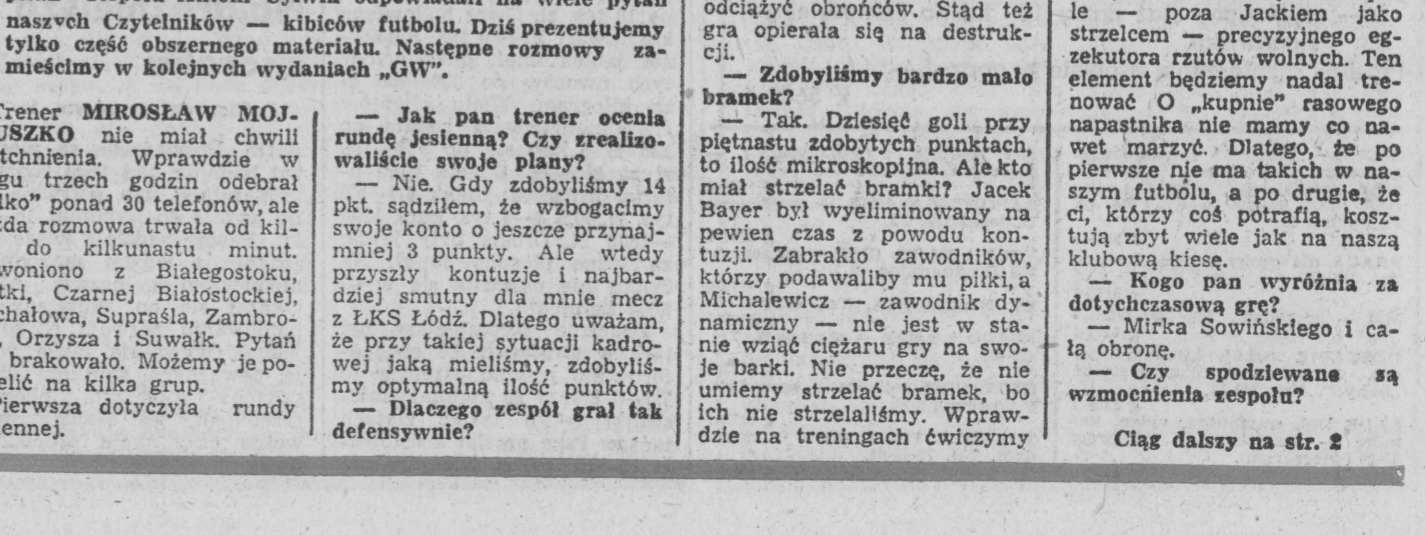 naszych Czytelników — kibiców futbolu. Dziś prezentujemy
tylko część obszernego materiału. Następne rozmowy za-
mieścimy w kolejnych wydaniach „GW”.
Trener MIROSŁAW MOJ-
USZKO nie miał chwili
tchnienia. Wprawdzie w
gu trzech godzin odebrał
lko” ponad 30 telefonów, ale
da rozmowa trwała od kil-
do kilkunastu minut.
woniono z Białegostoku,
tki, Czarnej Białostockiej,
chałowa, Supraśla, Zambro-
, Orzysza i Suwałk. Pytań
brakowało. Możemy je po-
elić na kilka grup.
Pierwsza dotyczyła rundy
ennej.
— Jak pan trener ocenia
rundę jesienną? Czy zrealizo-
waliście swoje plany?
— Nie. Gdy zdobyliśmy 14
pkt. sądziłem, że wzbogacimy
swoje konto o jeszcze przynaj-
mniej 3 punkty. Ale wtedy
przyszły kontuzje i najbar-
dziej smutny dla mnie mecz
z ŁKS Łódź. Dlatego uważam,
że przy takiej sytuacji kadro-
wej jaką mieliśmy, zdobyliś-
my optymalną ilość punktów.
— Dlaczego zespół grał tak
defensywnie?
odciążyć obrońców. Stąd też
gra opierała się na destruk-
cji.
— Zdobyliśmy bardzo mało
bramek?
— Tak. Dziesięć goli przy
piętnastu zdobytych punktach,
to ilość mikroskopijna. Ale kto
miał strzelać bramki? Jacek
Bayer był wyeliminowany na
pewien czas z powodu kon-
tuzji. Zabrakło zawodników,
którzy podawaliby mu piłki, a
Michalewicz — zawodnik dy-
namiczny — nie jest w sta-
nie wziąć ciężaru gry na swo-
je barki. Nie przeczę, że nie
umiemy strzelać bramek, bo
ich nie strzelaliśmy. Wpraw-
dzie na treningach ćwiczymy
le — poza Jackiem jako
strzelcem — precyzyjnego eg-
zekutora rzutów wolnych. Ten
element będziemy nadal tre-
nować O „kupnie” rasowego
napastnika nie mamy co na-
wet marzyć. Dlatego, że po
pierwsze nie ma takich w na-
szym futbolu, a po drugie, że
ci, którzy coś potrafią, kosz-
tują zbyt wiele jak na naszą
klubową kiesę.
— Kogo pan wyróżnia za
dotychczasową grę?
— Mirka Sowińskiego i ca-
łą obronę.
— Czy spodziewane są
wzmocnienia zespołu?
Ciąg dalszy na str. 2